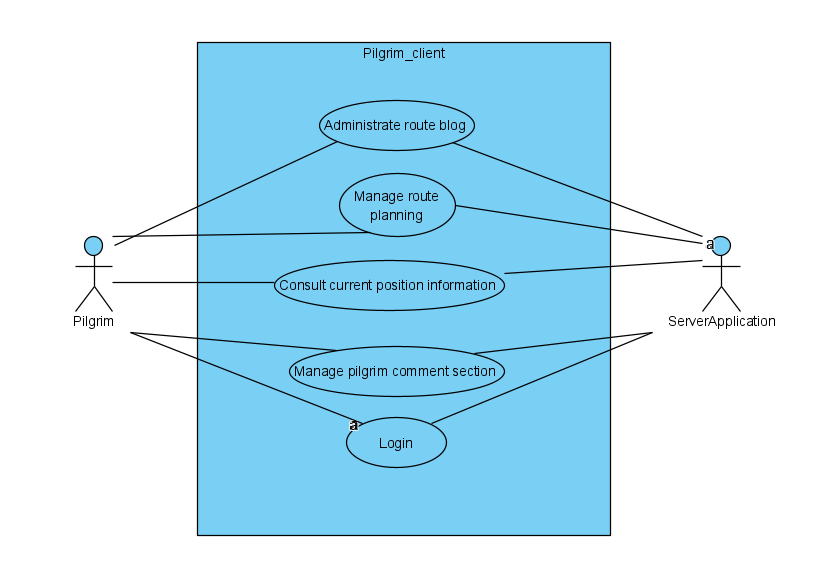 Pilgrim_client
Administrate route blog
Manage route
planning
a
Consult current position information
Pilgrim
ServerApplication
Manage pilgrim comment section
a
Login